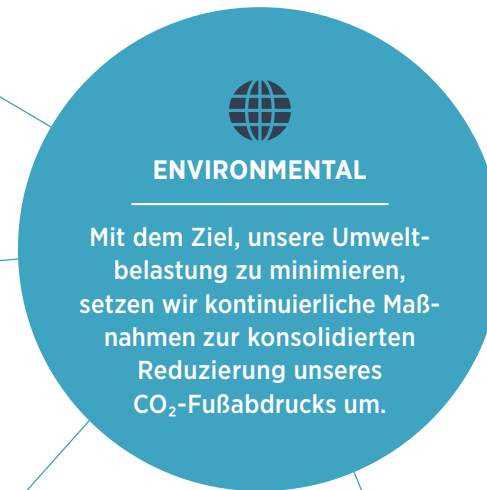 ENVIRONMENTAL
Mit dem Ziel, unsere Umwelt-
belastung zu minimieren,
setzen wir kontinuierliche Maß-
nahmen zur konsolidierten
Reduzierung unseres
CO₂-Fußabdrucks um.